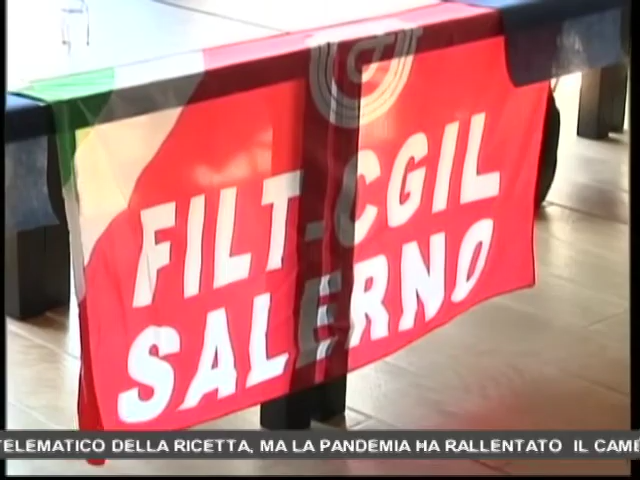 FILT-CGIL
SALERNO
TELEMATICO DELLA RICETTA, MA LA PANDEMIA HA RALLENTATO IL